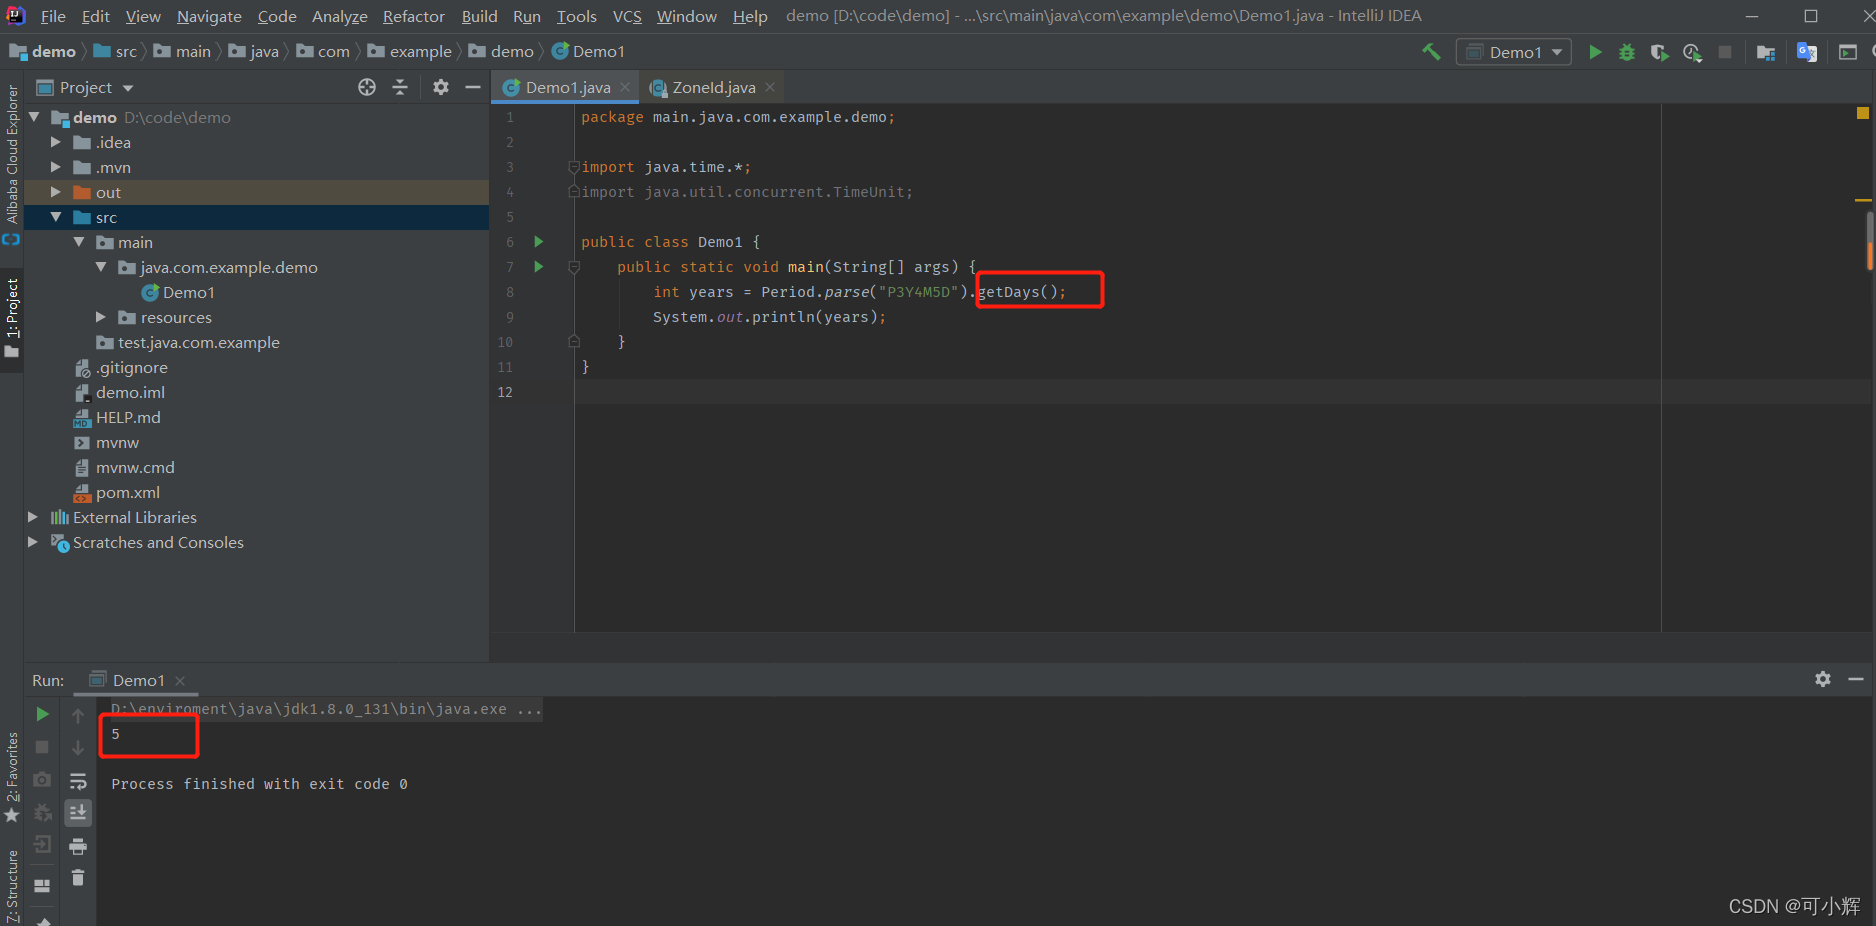 File Edit View Navigate Code Analyze Refactor Build Run Tools VCS Window Help demo [D:\code\demo] - ...\src\main\java\com\example\demo\Demo1.java - IntelliJ IDEA
demo src main java com example demo Demo1 Demo1
Project
Demo1.java ZoneId.java
Alibaba Cloud Explorer
1: Project
2: Favorites
Z: Structure
demo D:\code\demo
.idea
.mvn
out
src
main
java.com.example.demo
Demo1
resources
test.java.com.example
.gitignore
demo.iml
HELP.md
mvnw
mvnw.cmd
pom.xml
External Libraries
Scratches and Consoles
1 package main.java.com.example.demo;
2
3 import java.time.*;
4 import java.util.concurrent.TimeUnit;
5
6 public class Demo1 {
7 public static void main(String[] args) {
8 int years = Period.parse("P3Y4M5D").getDays();
9 System.out.println(years);
10 }
11 }
12
Run: Demo1
D:\enviroment\java\jdk1.8.0_131\bin\java.exe ...
5
Process finished with exit code 0
CSDN @可小辉